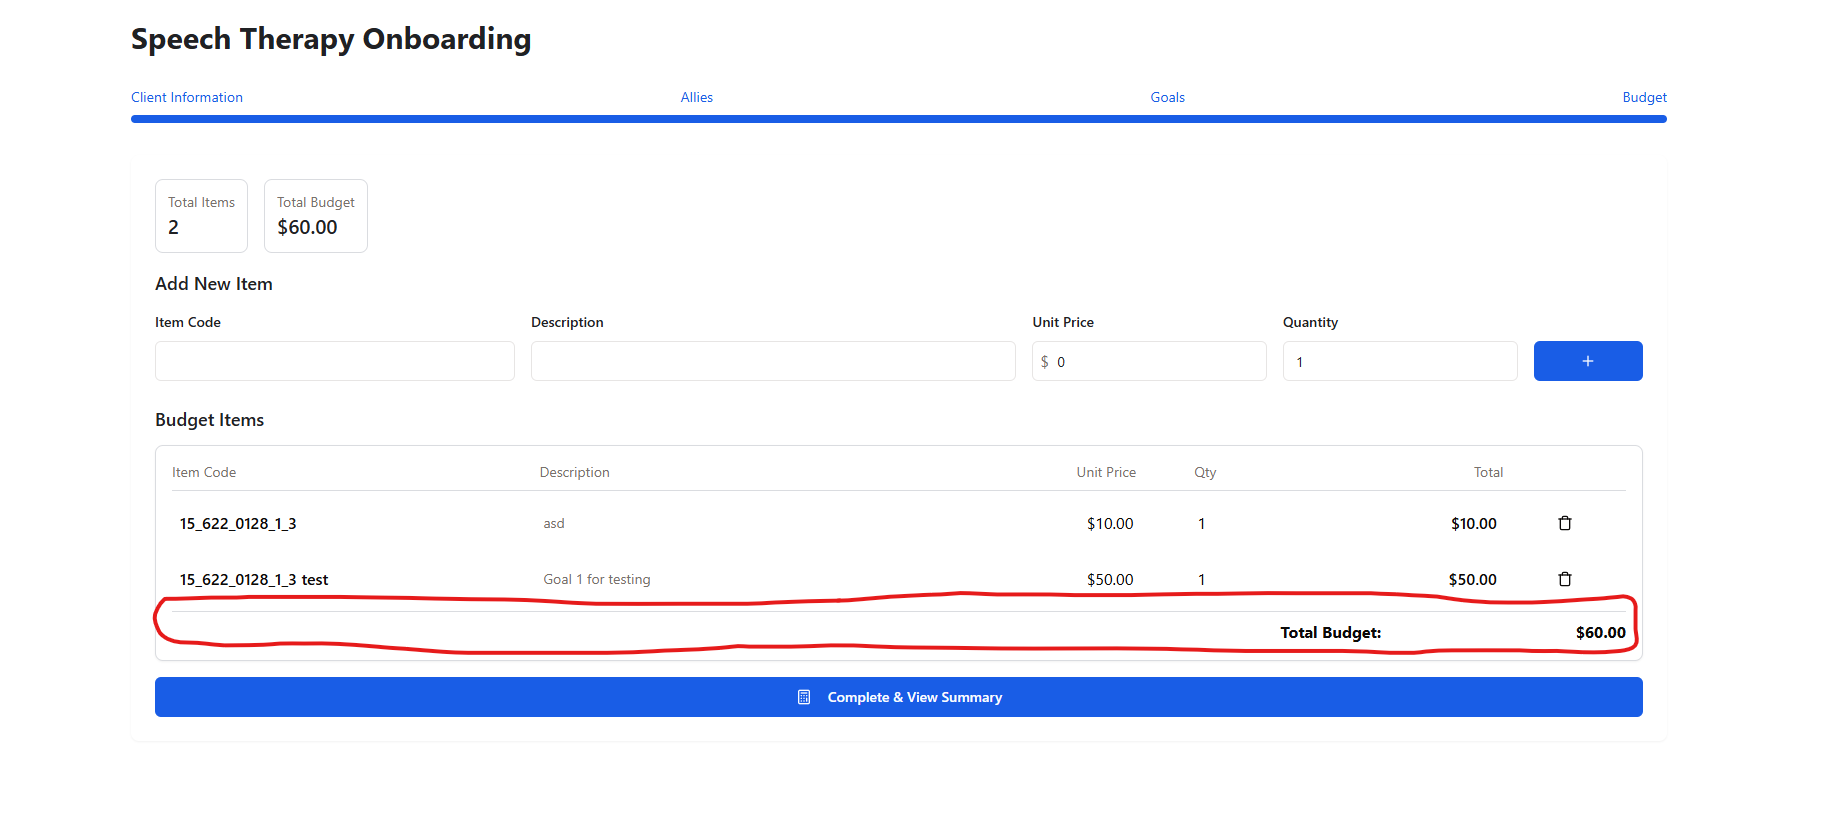 Speech Therapy Onboarding
Client Information Allies Goals Budget
Total Items Total Budget
2 $60.00
Add New Item
Item Code Description Unit Price Quantity
$ 0 1 +
Budget Items
Item Code Description Unit Price Qty Total
15_622_0128_1_3 asd $10.00 1 $10.00
15_622_0128_1_3 test Goal 1 for testing $50.00 1 $50.00
Total Budget: $60.00
Complete & View Summary